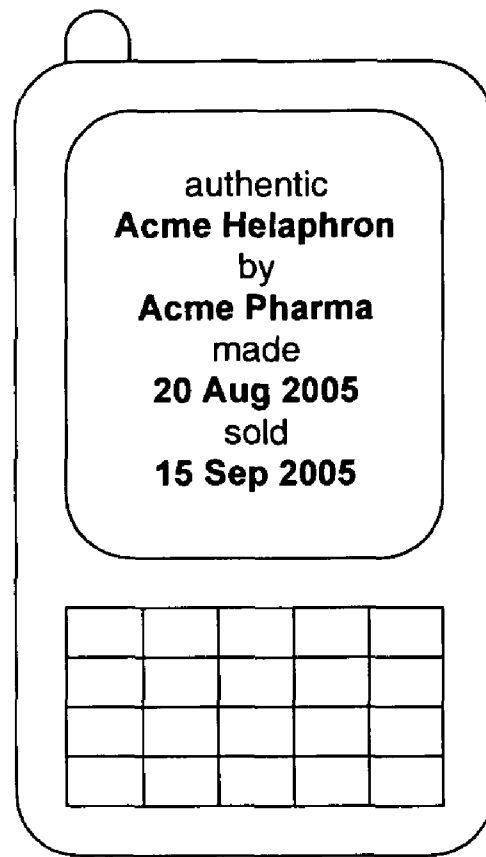 authentic
Acme Helaphron
by
Acme Pharma
made
20 Aug 2005
sold
15 Sep 2005